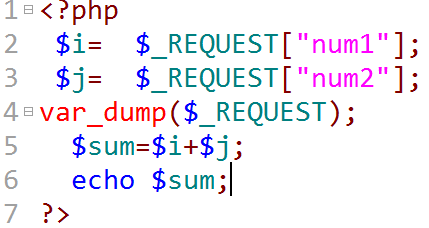 1 <?php
2 $i= $_REQUEST["num1"];
3 $j= $_REQUEST["num2"];
4 var_dump($_REQUEST);
5 $sum=$i+$j;
6 echo $sum;
7 ?>